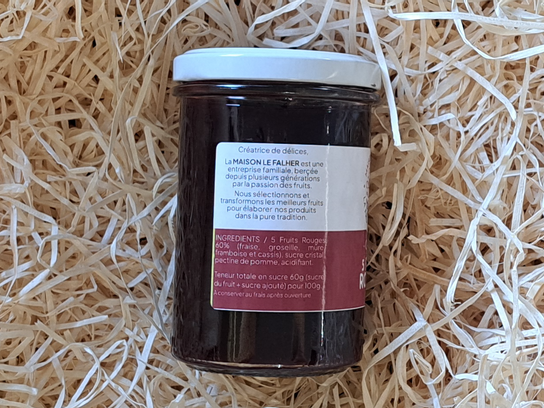 Créatrice de délices,
La MAISON LE FALHER est une
entreprise familiale, bercée
depuis plusieurs générations
par la passion des fruits.
Nous sélectionnons et
transformons les meilleurs fruits
pour élaborer nos produits
dans la pure tradition.
INGREDIENTS / 5 Fruits Rouges
60% (fraise, groseille, mûre,
framboise et cassis), sucre cristal,
pectine de pomme, acidifiant.
Teneur totale en sucre 60g (sucre
du fruit + sucre ajouté) pour 100g.
A conserver au frais après ouverture
5